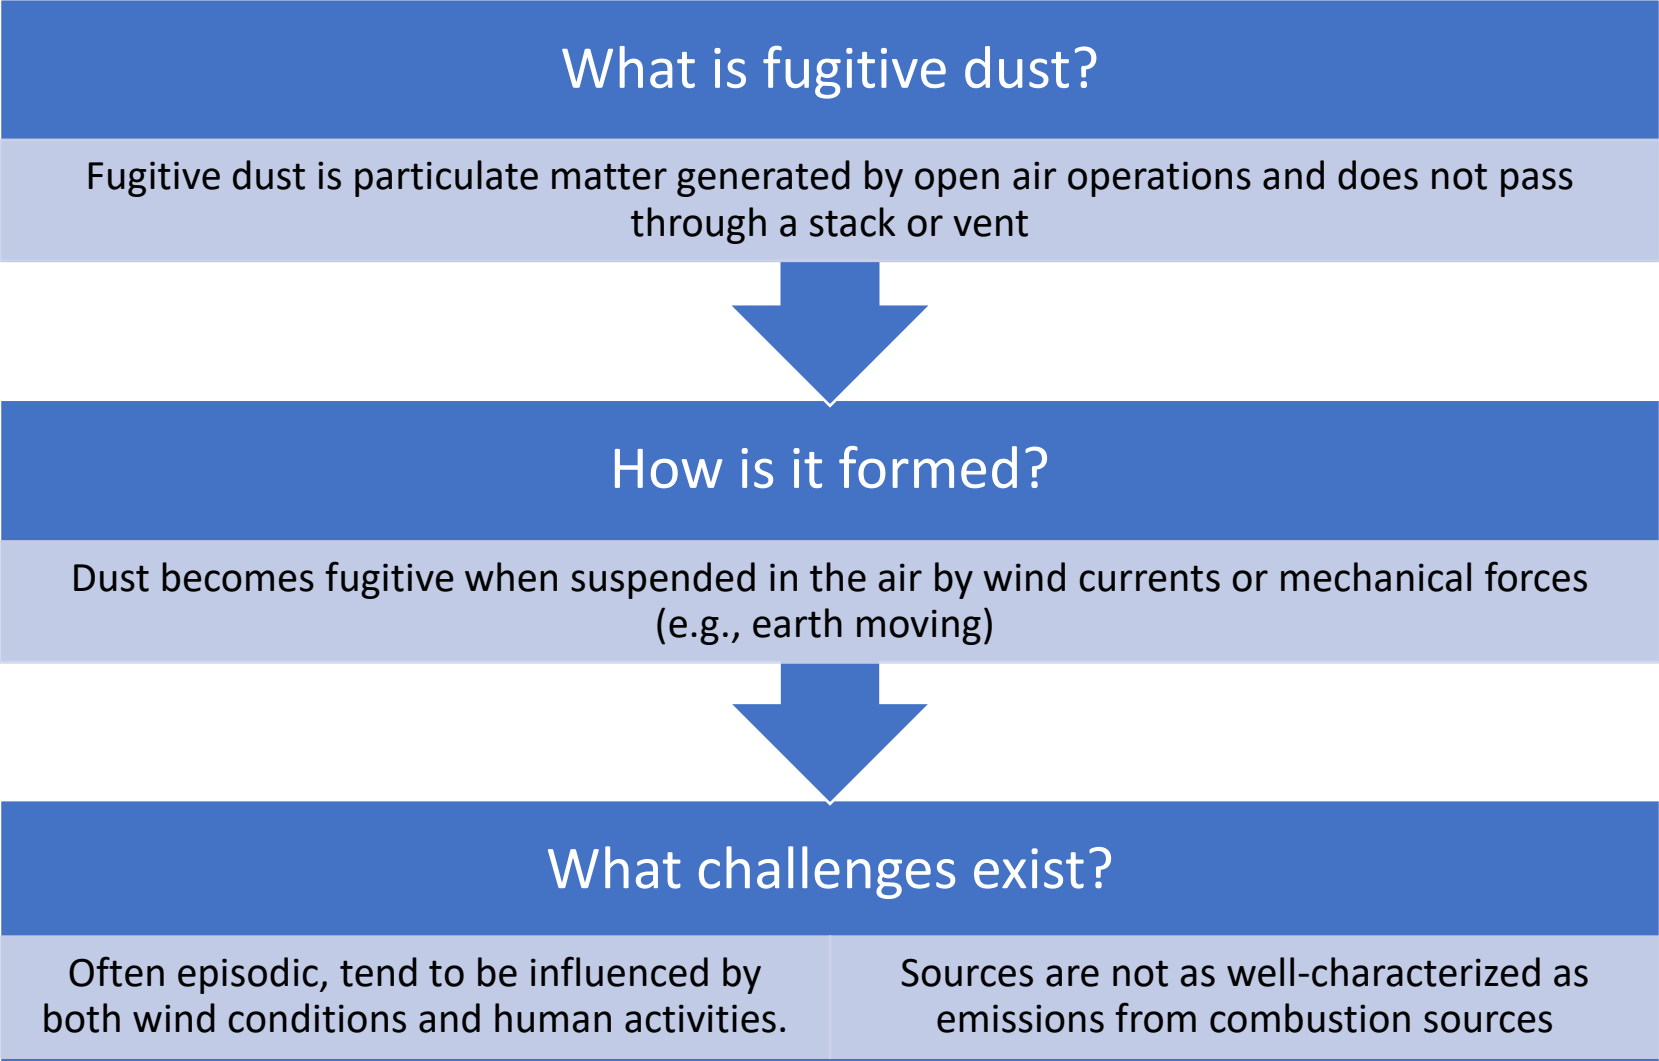 What is fugitive dust?
Fugitive dust is particulate matter generated by open air operations and does not pass
through a stack or vent
How is it formed?
Dust becomes fugitive when suspended in the air by wind currents or mechanical forces
(e.g., earth moving)
What challenges exist?
Often episodic, tend to be influenced by
both wind conditions and human activities.
Sources are not as well-characterized as
emissions from combustion sources